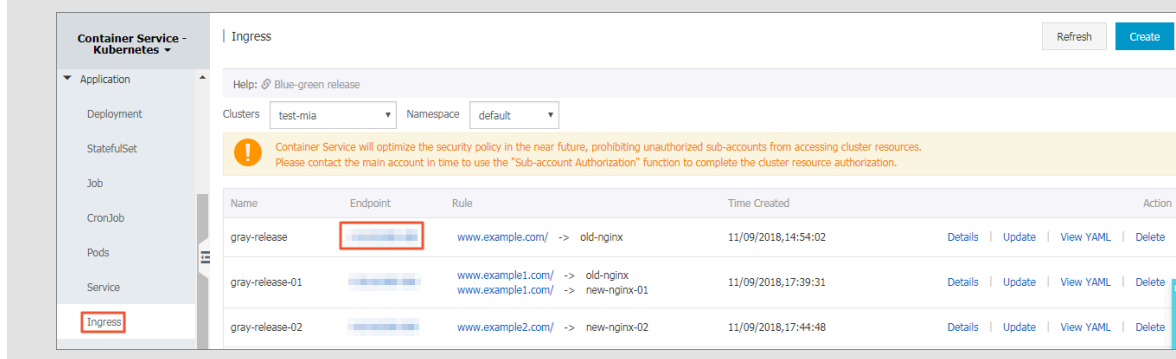 Container Service -
Kubernetes
Ingress
Refresh
Create
Application
Help: Blue-green release
Deployment
Clusters test-mia Namespace default
StatefulSet
Container Service will optimize the security policy in the near future, prohibiting unauthorized sub-accounts from accessing cluster resources.
Please contact the main account in time to use the "Sub-account Authorization" function to complete the cluster resource authorization.
Job
CronJob
Pods
Service
Ingress
Name Endpoint Rule Time Created Action
gray-release www.example.com/ -> old-nginx 11/09/2018,14:54:02 Details | Update | View YAML | Delete
gray-release-01 www.example1.com/ -> old-nginx 11/09/2018,17:39:31 Details | Update | View YAML | Delete
www.example1.com/ -> new-nginx-01
gray-release-02 www.example2.com/ -> new-nginx-02 11/09/2018,17:44:48 Details | Update | View YAML | Delete